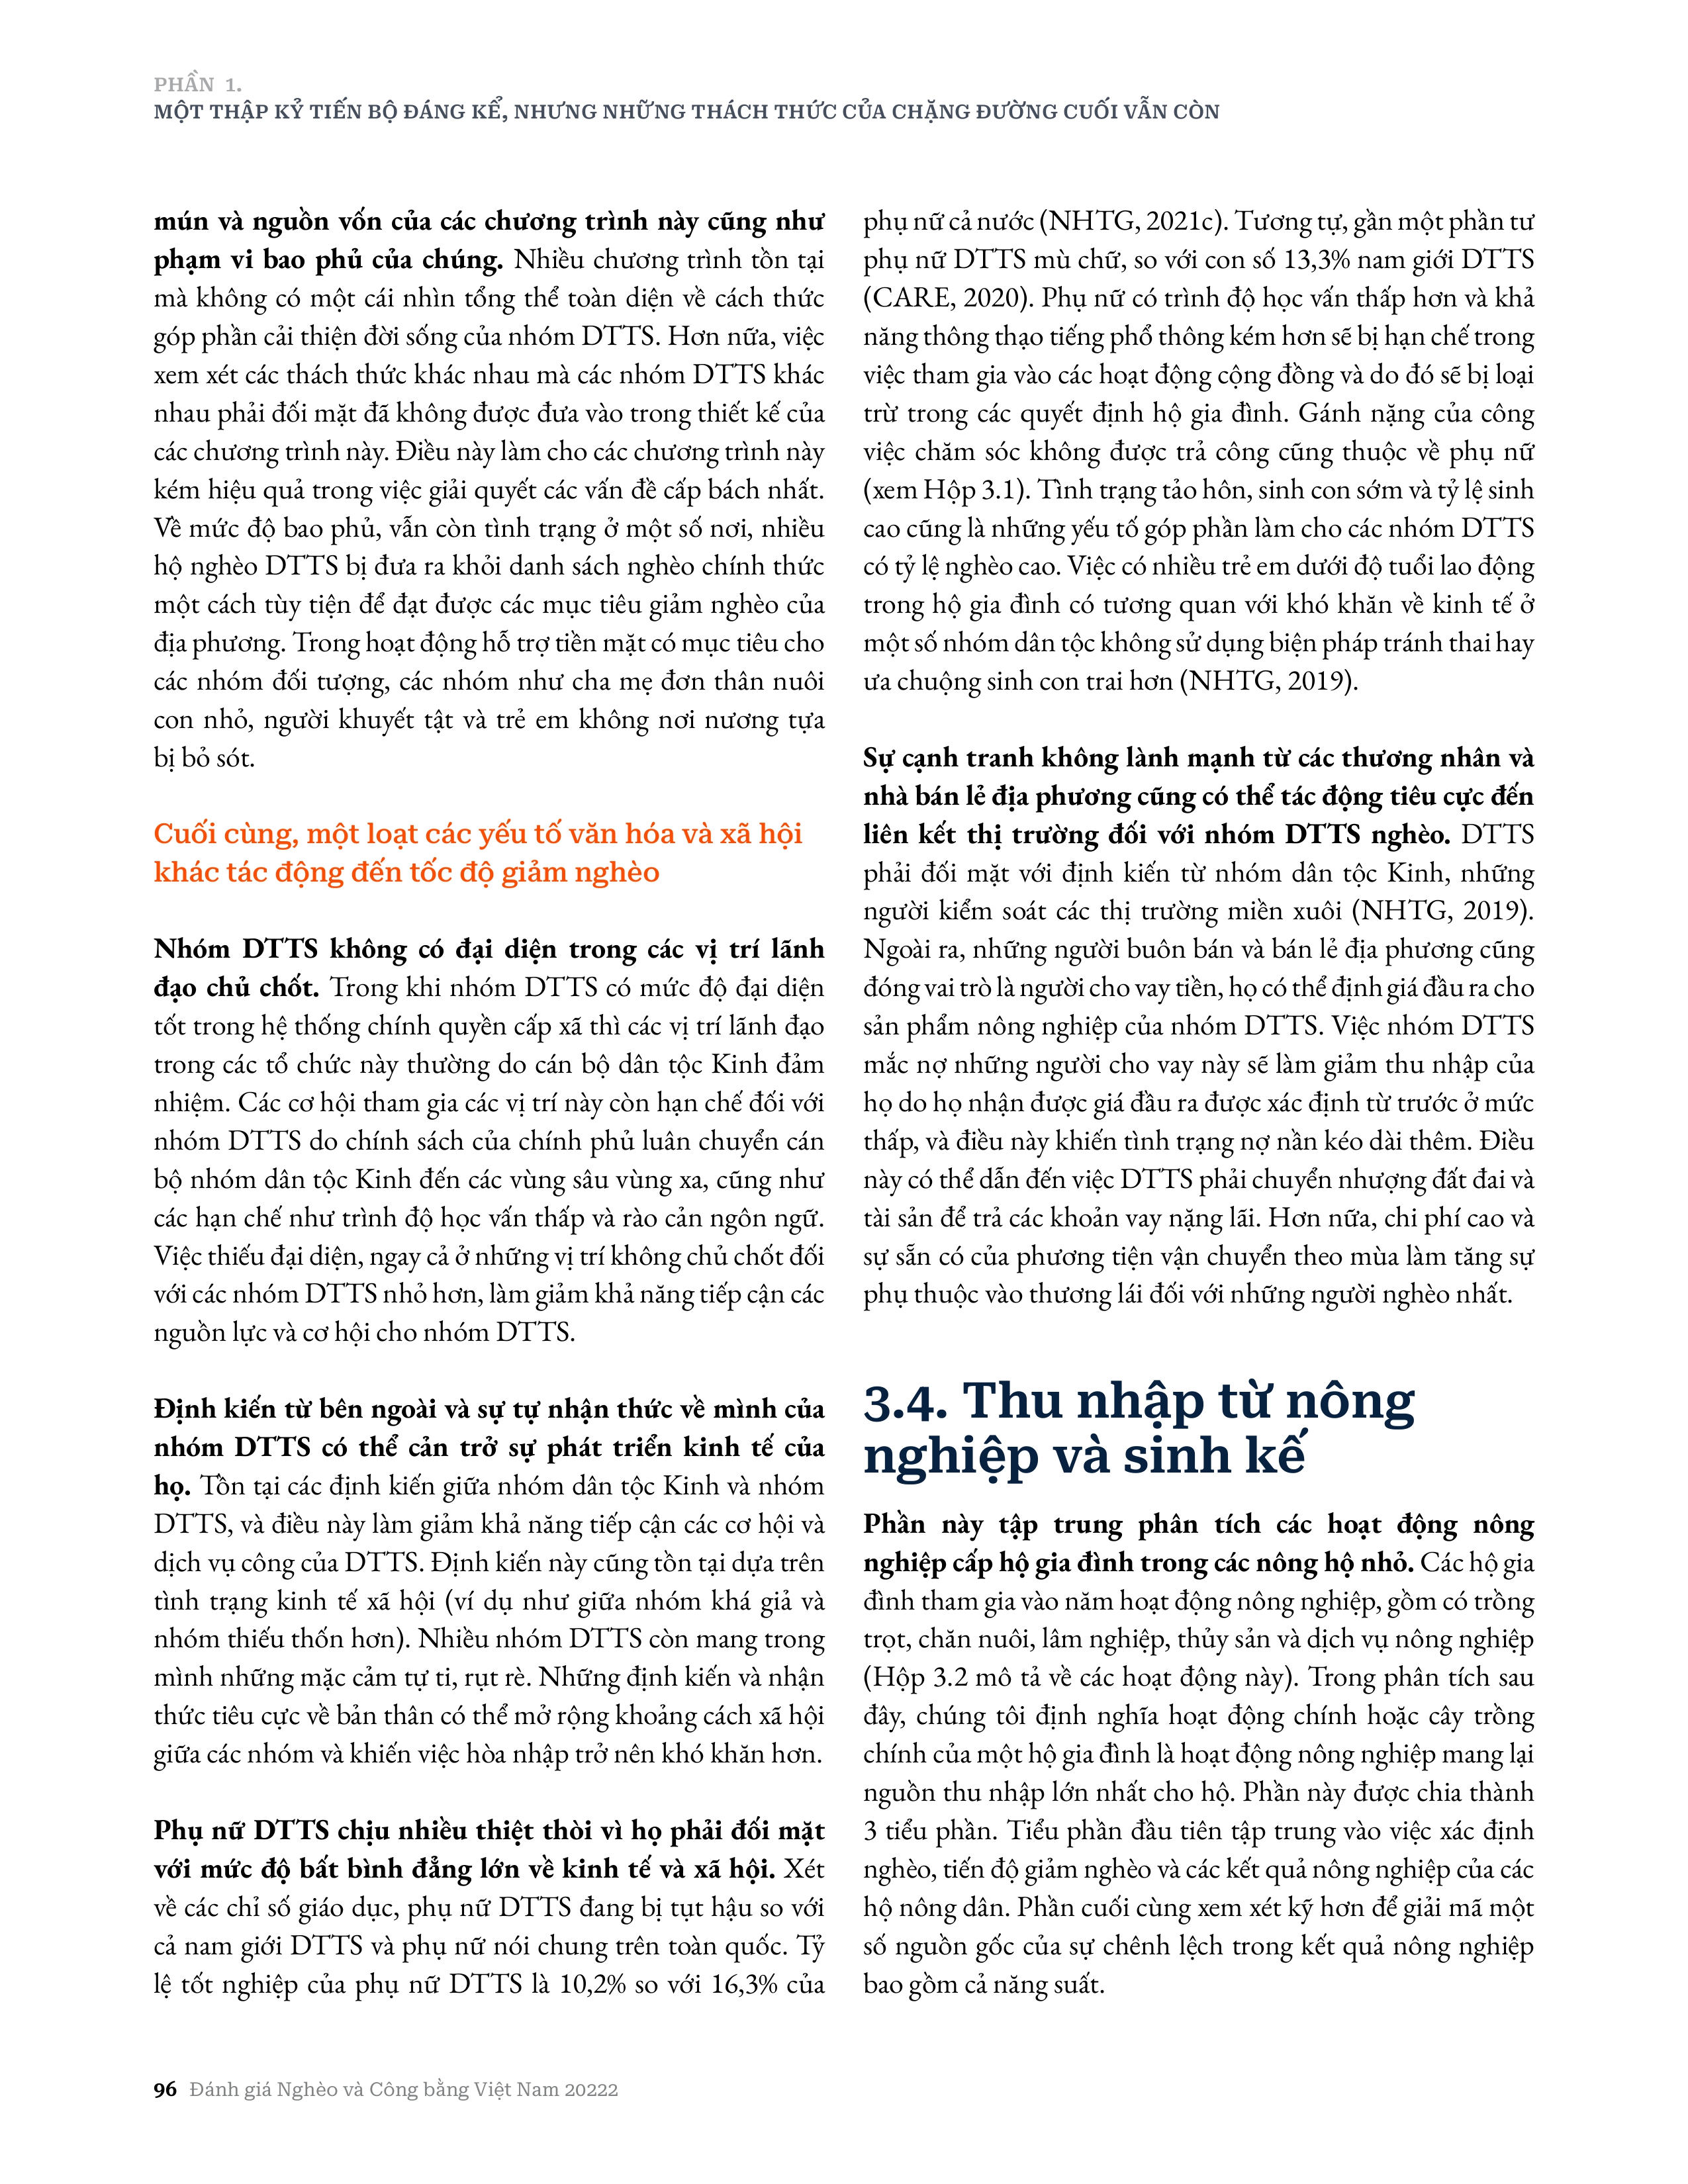 PHẦN 1.
MỘT THẬP KỶ TIẾN BỘ ĐÁNG KỂ, NHƯNG NHỮNG THÁCH THỨC CỦA CHẶNG ĐƯỜNG CUỐI VẪN CÒN
mún và nguồn vốn của các chương trình này cũng như
phạm vi bao phủ của chúng. Nhiều chương trình tồn tại
mà không có một cái nhìn tổng thể toàn diện về cách thức
góp phần cải thiện đời sống của nhóm DTTS. Hơn nữa, việc
xem xét các thách thức khác nhau mà các nhóm DTTS khác
nhau phải đối mặt đã không được đưa vào trong thiết kế của
các chương trình này. Điều này làm cho các chương trình này
kém hiệu quả trong việc giải quyết các vấn đề cấp bách nhất.
Về mức độ bao phủ, vẫn còn tình trạng ở một số nơi, nhiều
hộ nghèo DTTS bị đưa ra khỏi danh sách nghèo chính thức
một cách tùy tiện để đạt được các mục tiêu giảm nghèo của
địa phương. Trong hoạt động hỗ trợ tiền mặt có mục tiêu cho
các nhóm đối tượng, các nhóm như cha mẹ đơn thân nuôi
con nhỏ, người khuyết tật và trẻ em không nơi nương tựa
bị bỏ sót.
Cuối cùng, một loạt các yếu tố văn hóa và xã hội
khác tác động đến tốc độ giảm nghèo
Nhóm DTTS không có đại diện trong các vị trí lãnh
đạo chủ chốt. Trong khi nhóm DTTS có mức độ đại diện
tốt trong hệ thống chính quyền cấp xã thì các vị trí lãnh đạo
trong các tổ chức này thường do cán bộ dân tộc Kinh đảm
nhiệm. Các cơ hội tham gia các vị trí này còn hạn chế đối với
nhóm DTTS do chính sách của chính phủ luân chuyển cán
bộ nhóm dân tộc Kinh đến các vùng sâu vùng xa, cũng như
các hạn chế như trình độ học vấn thấp và rào cản ngôn ngữ.
Việc thiếu đại diện, ngay cả ở những vị trí không chủ chốt đối
với các nhóm DTTS nhỏ hơn, làm giảm khả năng tiếp cận các
nguồn lực và cơ hội cho nhóm DTTS.
Định kiến từ bên ngoài và sự tự nhận thức về mình của
nhóm DTTS có thể cản trở sự phát triển kinh tế của
họ. Tồn tại các định kiến giữa nhóm dân tộc Kinh và nhóm
DTTS, và điều này làm giảm khả năng tiếp cận các cơ hội và
dịch vụ công của DTTS. Định kiến này cũng tồn tại dựa trên
tình trạng kinh tế xã hội (ví dụ như giữa nhóm khá giả và
nhóm thiếu thốn hơn). Nhiều nhóm DTTS còn mang trong
mình những mặc cảm tự ti, rụt rè. Những định kiến và nhận
thức tiêu cực về bản thân có thể mở rộng khoảng cách xã hội
giữa các nhóm và khiến việc hòa nhập trở nên khó khăn hơn.
Phụ nữ DTTS chịu nhiều thiệt thòi vì họ phải đối mặt
với mức độ bất bình đẳng lớn về kinh tế và xã hội. Xét
về các chỉ số giáo dục, phụ nữ DTTS đang bị tụt hậu so với
cả nam giới DTTS và phụ nữ nói chung trên toàn quốc. Tỷ
lệ tốt nghiệp của phụ nữ DTTS là 10,2% so với 16,3% của
phụ nữ cả nước (NHTG, 2021c). Tương tự, gần một phần tư
phụ nữ DTTS mù chữ, so với con số 13,3% nam giới DTTS
(CARE, 2020). Phụ nữ có trình độ học vấn thấp hơn và khả
năng thông thạo tiếng phổ thông kém hơn sẽ bị hạn chế trong
việc tham gia vào các hoạt động cộng đồng và do đó sẽ bị loại
trừ trong các quyết định hộ gia đình. Gánh nặng của công
việc chăm sóc không được trả công cũng thuộc về phụ nữ
(xem Hộp 3.1). Tình trạng tảo hôn, sinh con sớm và tỷ lệ sinh
cao cũng là những yếu tố góp phần làm cho các nhóm DTTS
có tỷ lệ nghèo cao. Việc có nhiều trẻ em dưới độ tuổi lao động
trong hộ gia đình có tương quan với khó khăn về kinh tế ở
một số nhóm dân tộc không sử dụng biện pháp tránh thai hay
ưa chuộng sinh con trai hơn (NHTG, 2019).
Sự cạnh tranh không lành mạnh từ các thương nhân và
nhà bán lẻ địa phương cũng có thể tác động tiêu cực đến
liên kết thị trường đối với nhóm DTTS nghèo. DTTS
phải đối mặt với định kiến từ nhóm dân tộc Kinh, những
người kiểm soát các thị trường miền xuôi (NHTG, 2019).
Ngoài ra, những người buôn bán và bán lẻ địa phương cũng
đóng vai trò là người cho vay tiền, họ có thể định giá đầu ra cho
sản phẩm nông nghiệp của nhóm DTTS. Việc nhóm DTTS
mắc nợ những người cho vay này sẽ làm giảm thu nhập của
họ do họ nhận được giá đầu ra được xác định từ trước ở mức
thấp, và điều này khiến tình trạng nợ nần kéo dài thêm. Điều
này có thể dẫn đến việc DTTS phải chuyển nhượng đất đai và
tài sản để trả các khoản vay nặng lãi. Hơn nữa, chi phí cao và
sự sẵn có của phương tiện vận chuyển theo mùa làm tăng sự
phụ thuộc vào thương lái đối với những người nghèo nhất.
3.4. Thu nhập từ nông
nghiệp và sinh kế
Phần này tập trung phân tích các hoạt động nông
nghiệp cấp hộ gia đình trong các nông hộ nhỏ. Các hộ gia
đình tham gia vào năm hoạt động nông nghiệp, gồm có trồng
trọt, chăn nuôi, lâm nghiệp, thủy sản và dịch vụ nông nghiệp
(Hộp 3.2 mô tả về các hoạt động này). Trong phân tích sau
đây, chúng tôi định nghĩa hoạt động chính hoặc cây trồng
chính của một hộ gia đình là hoạt động nông nghiệp mang lại
nguồn thu nhập lớn nhất cho hộ. Phần này được chia thành
3 tiểu phần. Tiểu phần đầu tiên tập trung vào việc xác định
nghèo, tiến độ giảm nghèo và các kết quả nông nghiệp của các
hộ nông dân. Phần cuối cùng xem xét kỹ hơn để giải mã một
số nguồn gốc của sự chênh lệch trong kết quả nông nghiệp
bao gồm cả năng suất.
96 Đánh giá Nghèo và Công bằng Việt Nam 20222